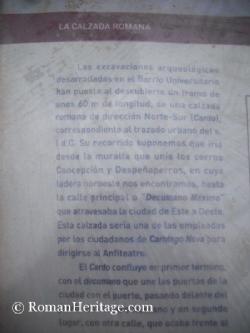 LA CALZADA ROMANA
Las excavaciones arqueológicas
desarrolladas en el Barrio Universitario
han puesto al descubierto un tramo de
unos 60 m de longitud, de una calzada
romana de dirección Norte-Sur (Cardo),
correspondiente al trazado urbano del s.
I d.C. Su recorrido suponemos que iría
desde la muralla que unía los cerros
Concepción y Despeñaperros, en cuya
ladera noroeste nos encontramos, hasta
la calle principal o "Decumano Máximo"
que atravesaba la ciudad de Este a Oeste.
Esta calzada sería una de las empleadas
por los ciudadanos de Carthago Nova para
dirigirse al Anfiteatro.
El Cardo confluye en primer término,
con el decumano que une las puertas de la
ciudad con el puerto, pasando delante del
y en segundo
lugar, con otra calle, que
© RomanHeritage.com